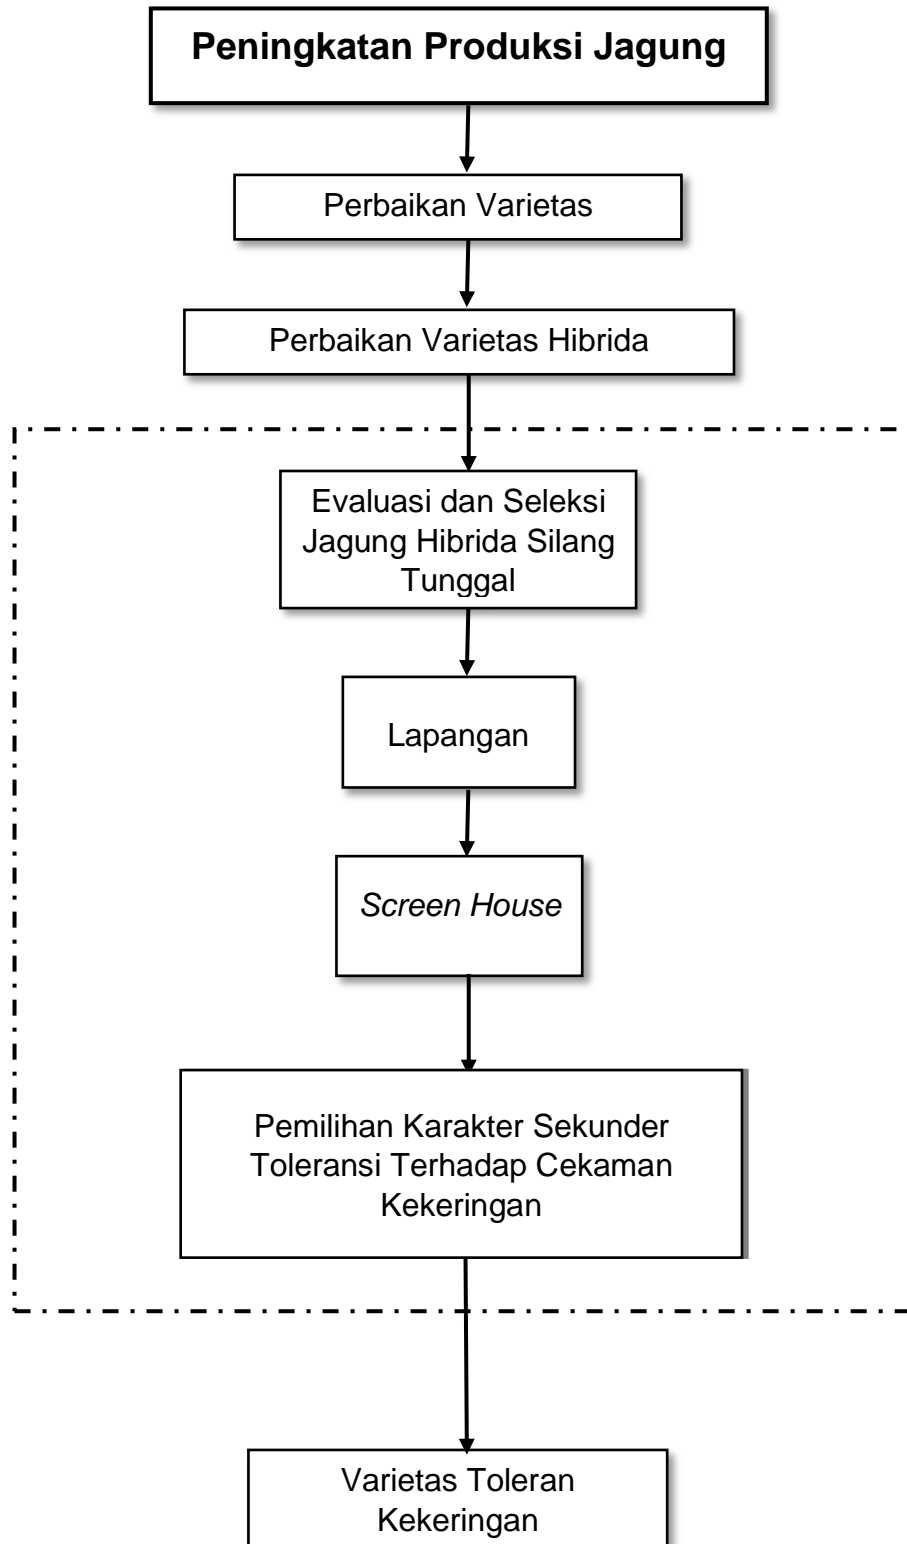 Peningkatan Produksi Jagung
Perbaikan Varietas
Perbaikan Varietas Hibrida
Evaluasi dan Seleksi
Jagung Hibrida Silang
Tunggal
Lapangan
Screen House
Pemilihan Karakter Sekunder
Toleransi Terhadap Cekaman
Kekeringan
Varietas Toleran
Kekeringan